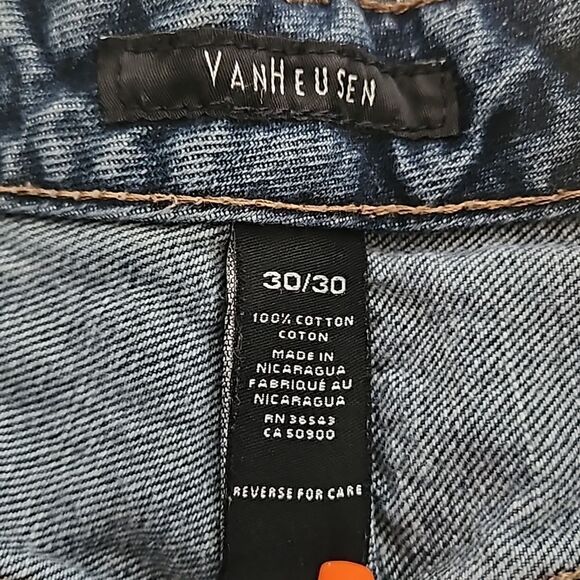 VANHEUSEN
30/30
100% COTTON
COTON
MADE IN
NICARAGUA
FABRIQUÉ AU
NICARAGUA
RN 36543
CA 50900
REVERSE FOR CARE